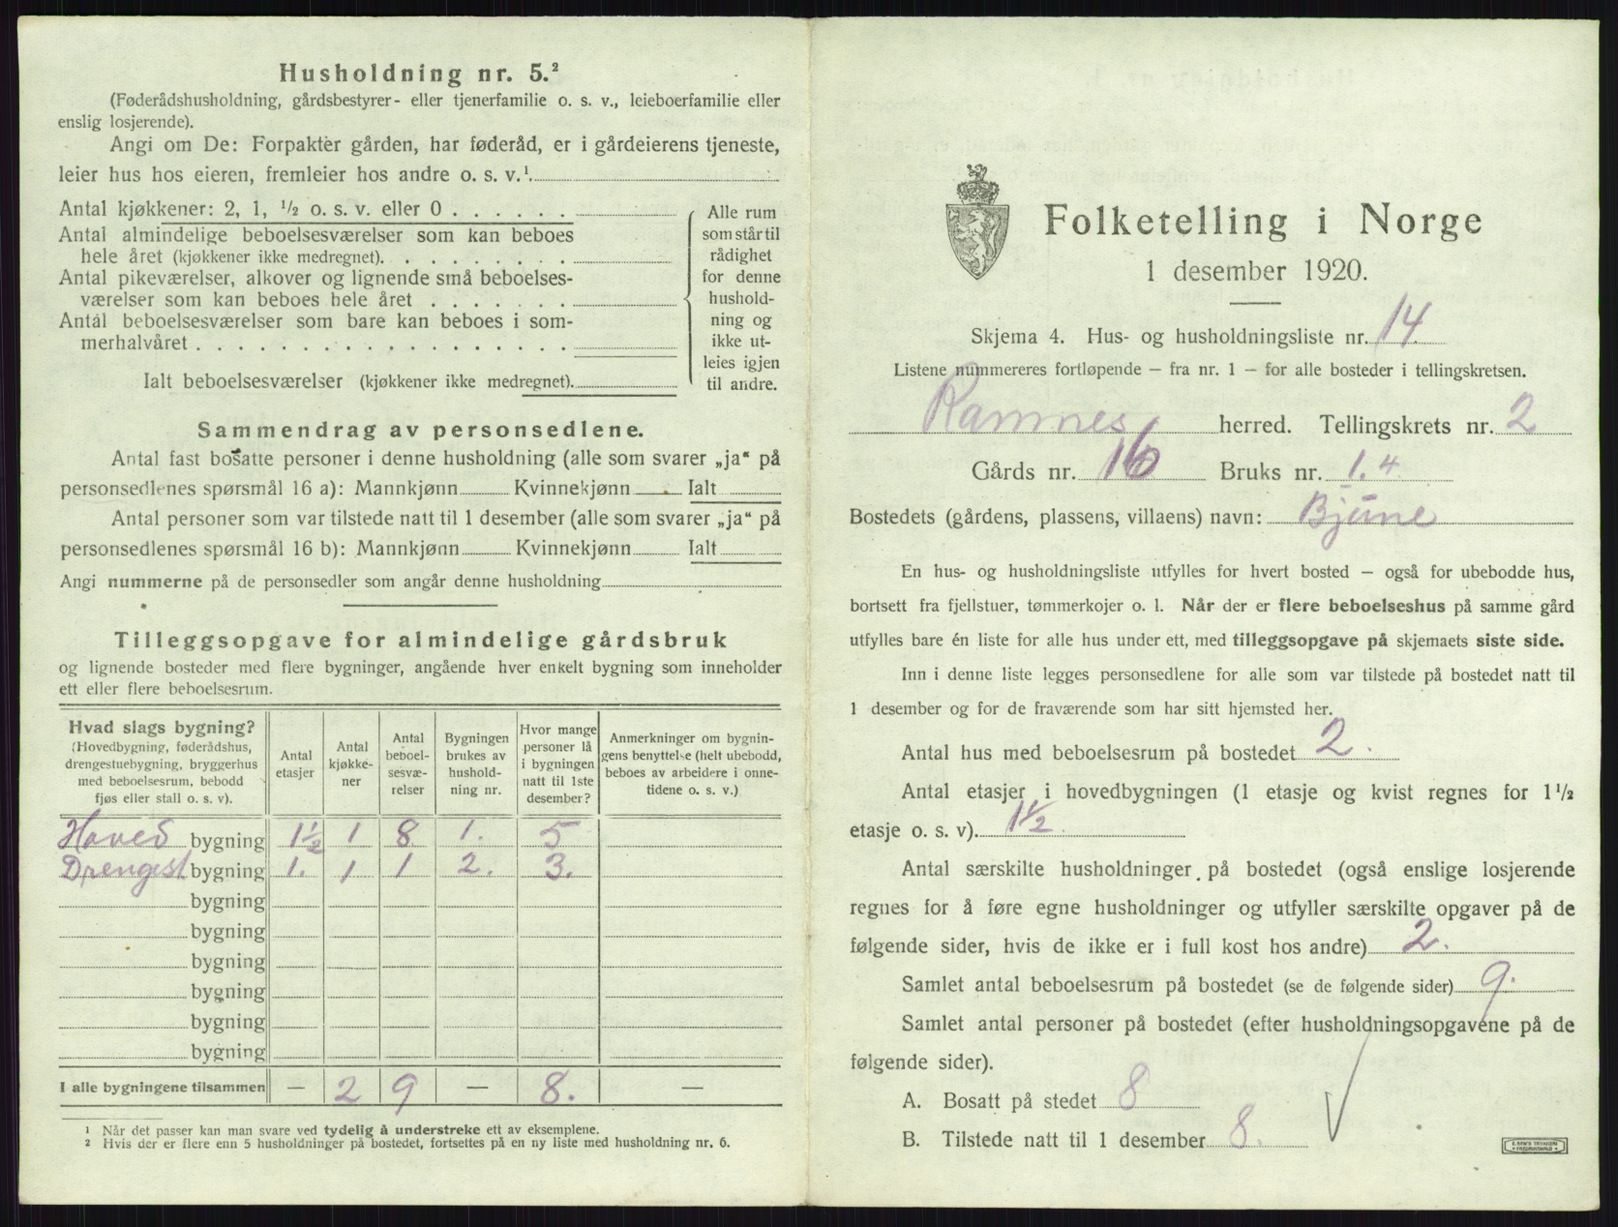 Husholdning nr. 5.²
(Føderådshusholdning, gårdsbestyrer- eller tjenerfamilie o. s. v., leieboerfamilie eller
enslig losjerende).
Angi om De: Forpakter gården, har føderåd, er i gårdeierens tjeneste,
leier hus hos eieren, fremleier hos andre o. s. v.¹.
Antal kjøkkener: 2, 1, ½ o. s. v. eller 0 . . . . . .
Antal almindelige beboelsesværelser som kan beboes
hele året (kjøkkener ikke medregnet). . . . . . . . .
Antal pikeværelser, alkover og lignende små beboelses-
værelser som kan beboes hele året . . . . . . .
Antal beboelsesværelser som bare kan beboes i som-
merhalvåret . . . . . . . . . . . . . . . . . .
Ialt beboelsesværelser (kjøkkener ikke medregnet).
Alle rum
som står til
rådighet
for denne
hushold-
ning og
ikke ut-
leies igjen
til andre.
Sammendrag av personsedlene.
Antal fast bosatte personer i denne husholdning (alle som svarer „ja“ på
personsedlenes spørsmål 16 a): Mannkjønn Kvinnekjønn Ialt
Antal personer som var tilstede natt til 1 desember (alle som svarer „ja“ på
personsedlenes spørsmål 16 b): Mannkjønn Kvinnekjønn Ialt
Angi nummerne på de personsedler som angår denne husholdning
Tilleggsopgave for almindelige gårdsbruk
og lignende bosteder med flere bygninger, angående hver enkelt bygning som inneholder
ett eller flere beboelsesrum.
Hvad slags bygning?
(Hovedbygning, føderådshus,
drengestuebygning, bryggerhus
med beboelsesrum, bebodd
fjøs eller stall o. s. v).
Antal
etasjer
Antal
kjøkke-
ner
Antal
beboel-
sesvæ-
relser
Bygningen
brukes av
hushold-
ning nr.
Hvor mange
personer lå
i bygningen
natt til 1ste
desember?
Anmerkninger om bygnin-
gens benyttelse (helt ubebodd,
beboes av arbeidere i onne-
tidene o. s. v.)
Hoved bygning 1½ 1 8 1. 5
Drengest bygning 1. 1 1 2. 3.
bygning
bygning
bygning
bygning
bygning
bygning
I alle bygningene tilsammen — 2 9 — 8. —
¹ Når det passer kan man svare ved tydelig å understreke ett av eksemplene.
² Hvis der er flere enn 5 husholdninger på bostedet, fortsettes på en ny liste med husholdning nr. 6.
Folketelling i Norge
1 desember 1920.
Skjema 4. Hus- og husholdningsliste nr. 14
Listene nummereres fortløpende – fra nr. 1 – for alle bosteder i tellingskretsen.
Ramnes herred. Tellingskrets nr. 2
Gårds nr. 16 Bruks nr. 1. 4
Bostedets (gårdens, plassens, villaens) navn: Bjune
En hus- og husholdningsliste utfylles for hvert bosted – også for ubebodde hus,
bortsett fra fjellstuer, tømmerkojer o. l. Når der er flere beboelseshus på samme gård
utfylles bare én liste for alle hus under ett, med tilleggsopgave på skjemaets siste side.
Inn i denne liste legges personsedlene for alle som var tilstede på bostedet natt til
1 desember og for de fraværende som har sitt hjemsted her.
Antal hus med beboelsesrum på bostedet 2.
Antal etasjer i hovedbygningen (1 etasje og kvist regnes for 1½
etasje o. s. v). 1½.
Antal særskilte husholdninger på bostedet (også enslige losjerende
regnes for å føre egne husholdninger og utfyller særskilte opgaver på de
følgende sider, hvis de ikke er i full kost hos andre) 2.
Samlet antal beboelsesrum på bostedet (se de følgende sider) 9.
Samlet antal personer på bostedet (efter husholdningsopgavene på de
følgende sider).
A. Bosatt på stedet 8
B. Tilstede natt til 1 desember 8.